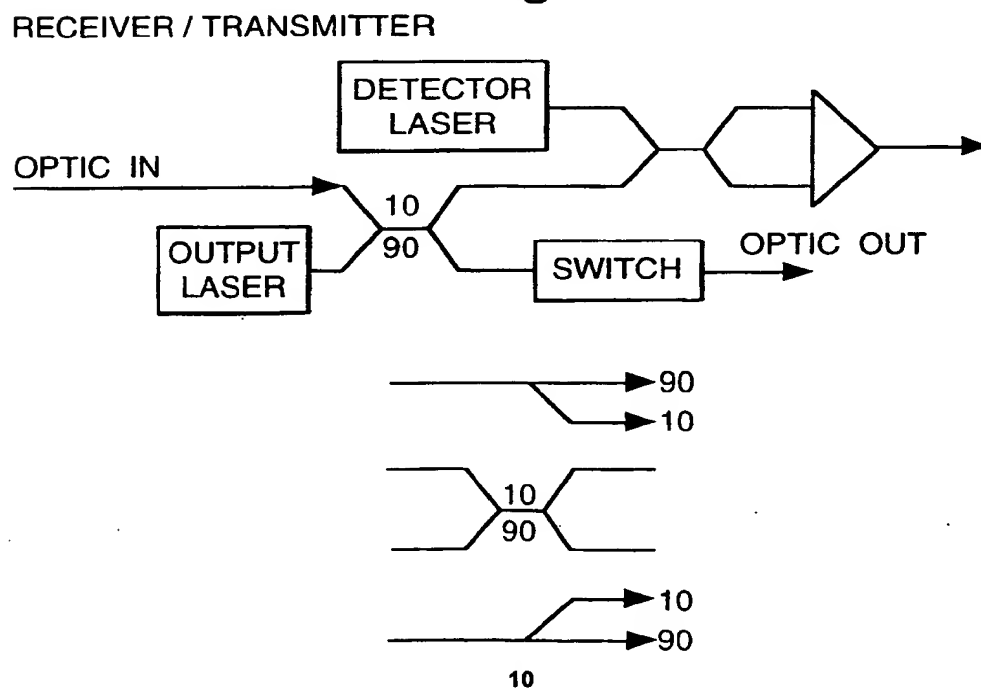 RECEIVER / TRANSMITTER
DETECTOR
LASER
OPTIC IN
10
90
OUTPUT
LASER
SWITCH
OPTIC OUT
90
10
10
90
10
90
10